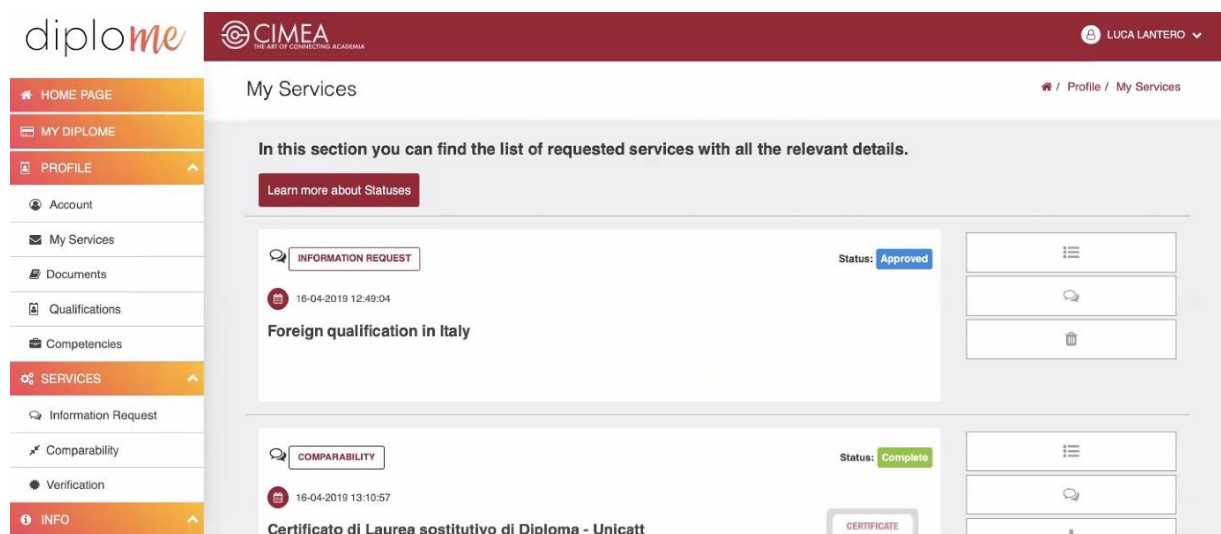 diplome
CIMEA
THE ART OF CONNECTING ACADEMIA
LUCA LANTERO
HOME PAGE
MY DIPLOME
PROFILE
Account
My Services
Documents
Qualifications
Competencies
SERVICES
Information Request
Comparability
Verification
INFO
My Services
/ Profile / My Services
In this section you can find the list of requested services with all the relevant details.
Learn more about Statuses
INFORMATION REQUEST
Status: Approved
16-04-2019 12:49:04
Foreign qualification in Italy
COMPARABILITY
Status: Complete
16-04-2019 13:10:57
Certificato di Laurea sostitutivo di Diploma - Unicatt
CERTIFICATE